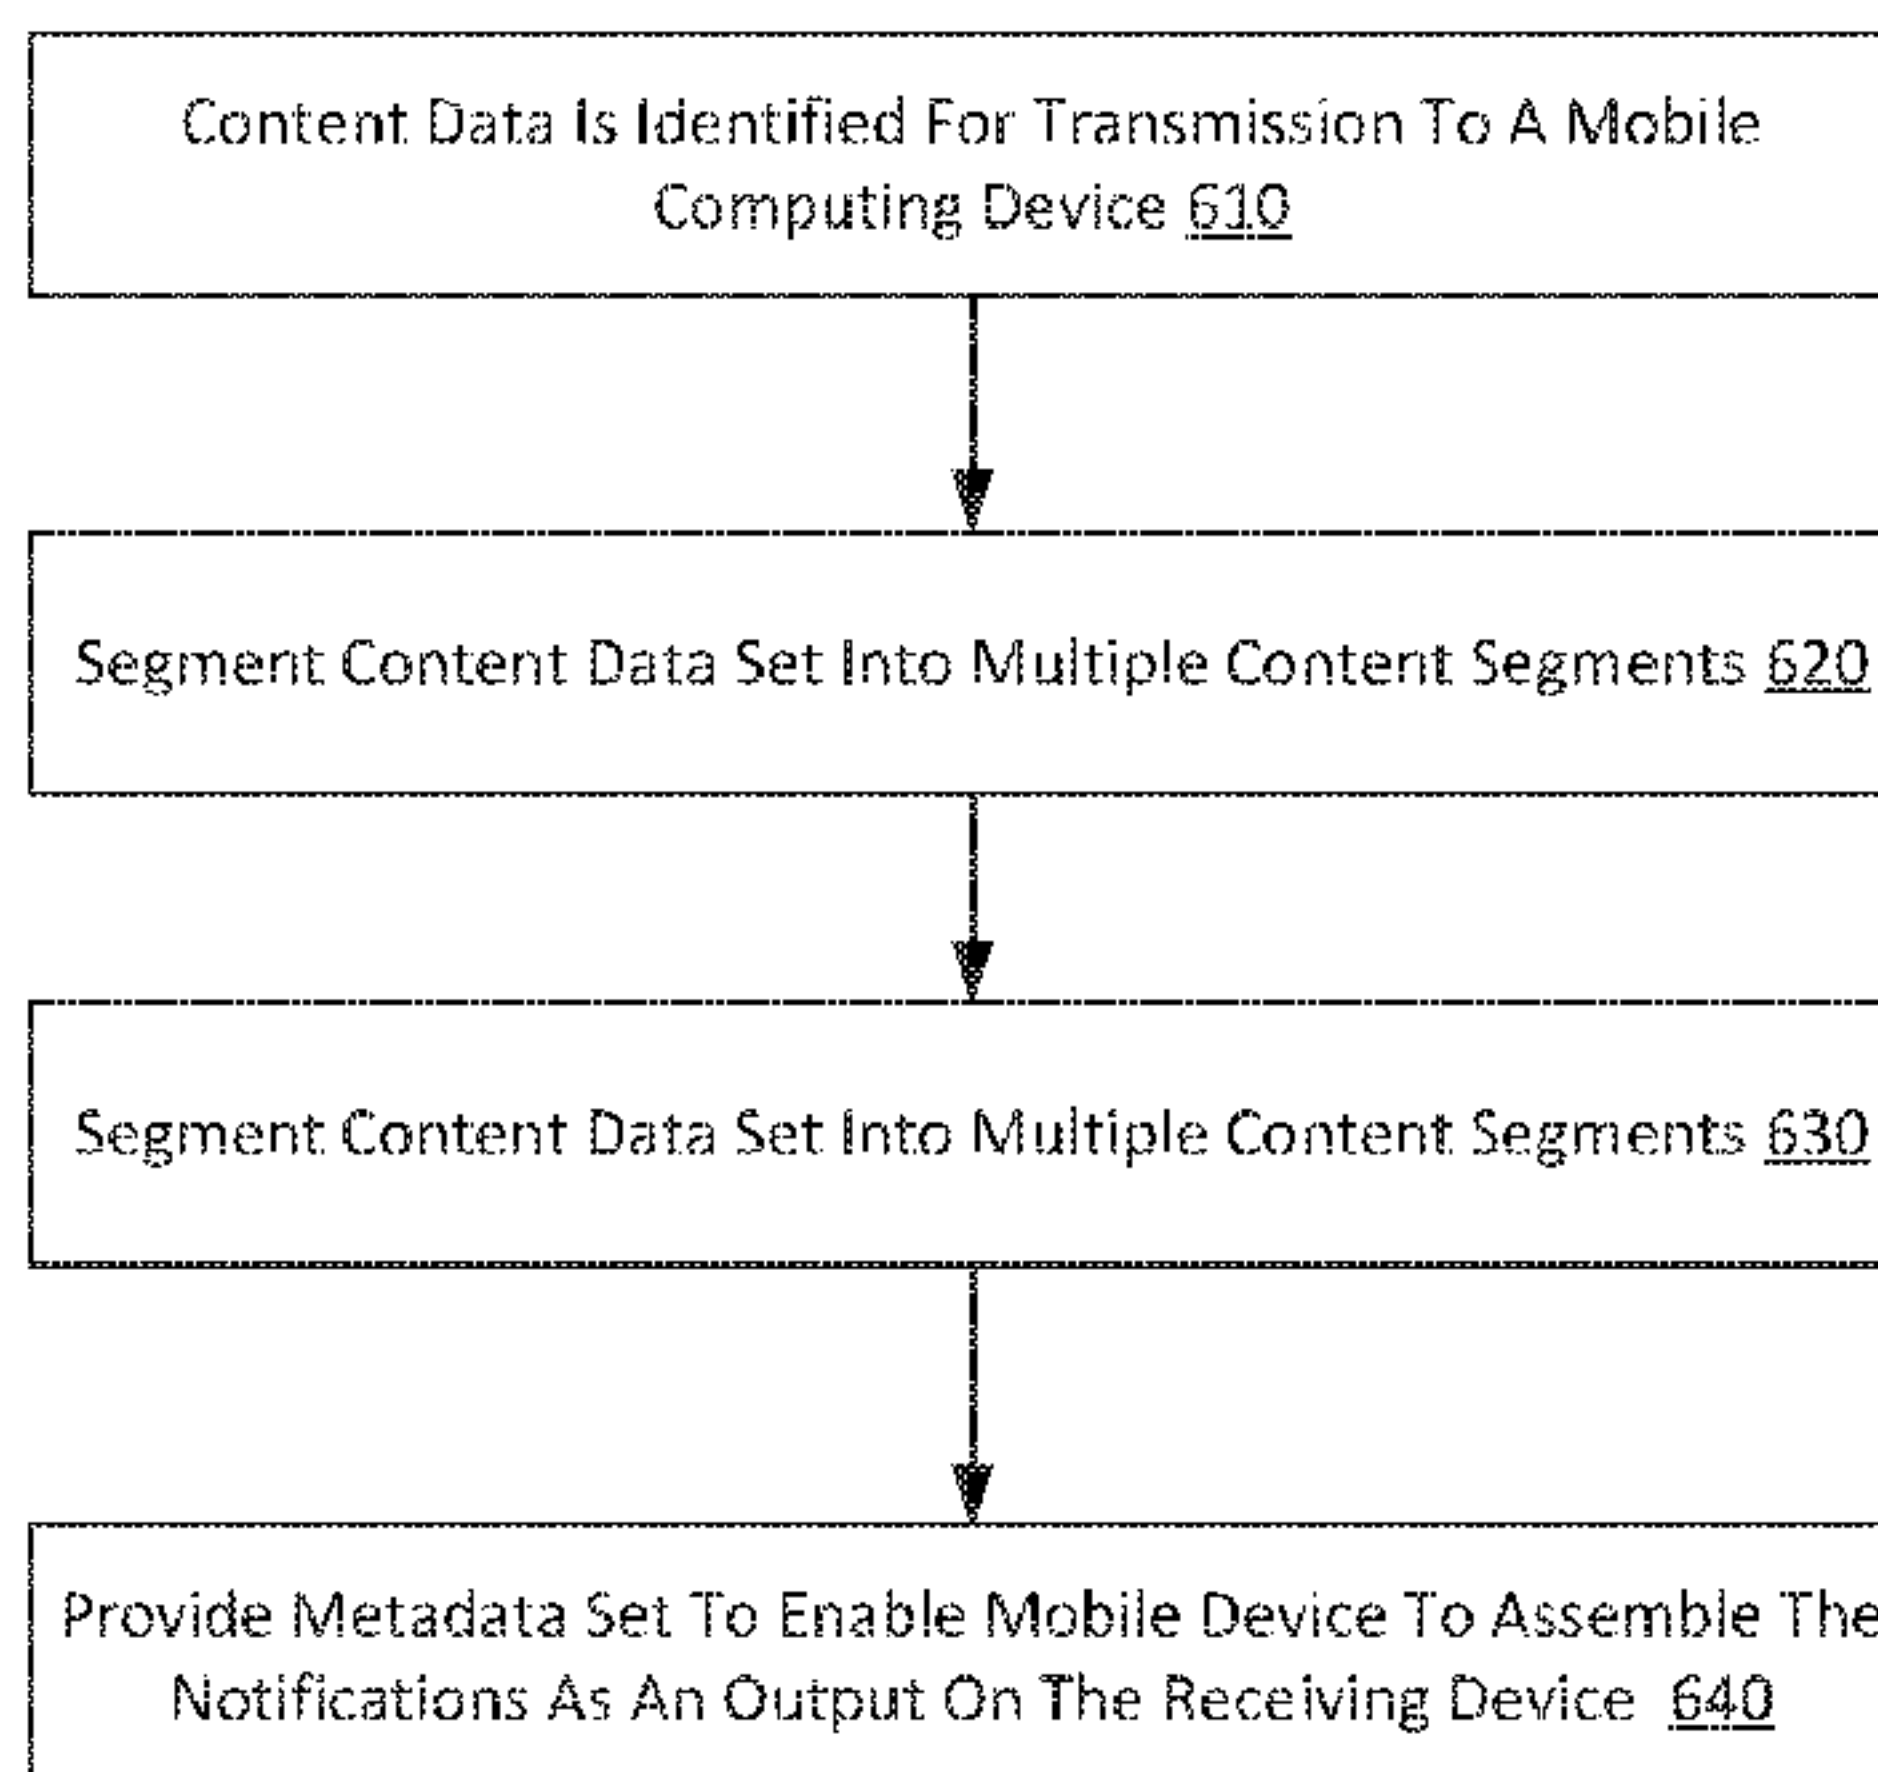 Content Data Is Identified For Transmission To A Mobile
Computing Device 610
Segment Content Data Set Into Multiple Content Segments 620
Segment Content Data Set Into Multiple Content Segments 630
Provide Metadata Set To Enable Mobile Device To Assemble The
Notifications As An Output On The Receiving Device 640